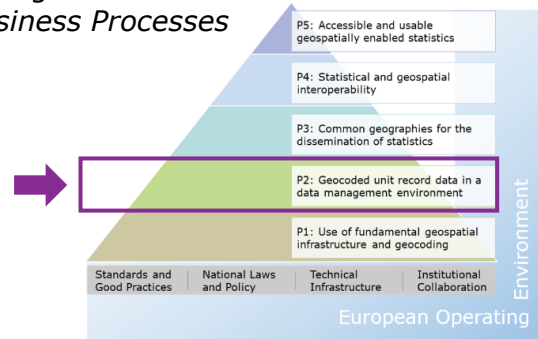 siness Processes
P5: Accessible and usable
geospatially enabled statistics
P4: Statistical and geospatial
interoperability
P3: Common geographies for the
dissemination of statistics
P2: Geocoded unit record data in a
data management environment
P1: Use of fundamental geospatial
infrastructure and geocoding
Standards and
Good Practices
National Laws
and Policy
Technical
Infrastructure
Institutional
Collaboration
European Operating
Environment